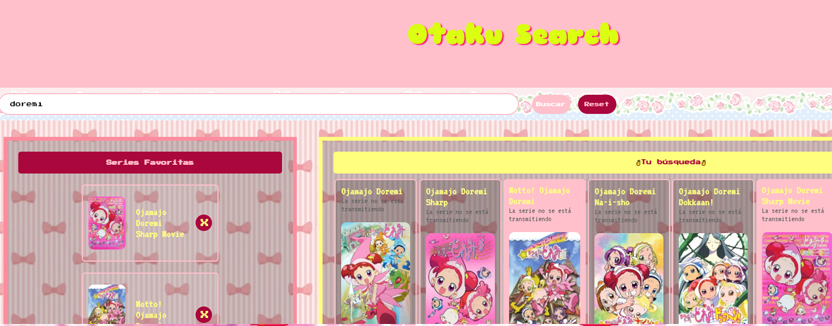 Otaku Search
doremi
Buscar
Reset
Series Favoritas
Ojamajo
Doremi
Sharp Movie
Motto!
Ojamajo
¡Tu búsqueda!
Ojamajo Doremi
La serie no se está
transmitiendo
Ojamajo Doremi
Sharp
La serie no se está
transmitiendo
Motto! Ojamajo
Doremi
La serie no se está
transmitiendo
Ojamajo Doremi
Na-i-sho
La serie no se está
transmitiendo
Ojamajo Doremi
Dokkaan!
La serie no se está
transmitiendo
Ojamajo Doremi
Sharp Movie
La serie no se está
transmitiendo